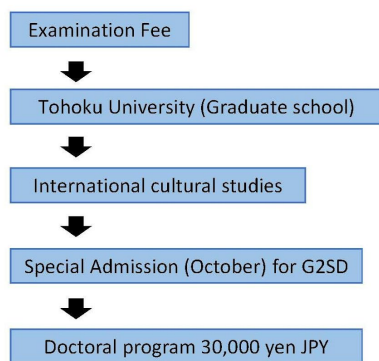 Examination Fee
Tohoku University (Graduate school)
International cultural studies
Special Admission (October) for G2SD
Doctoral program 30,000 yen JPY